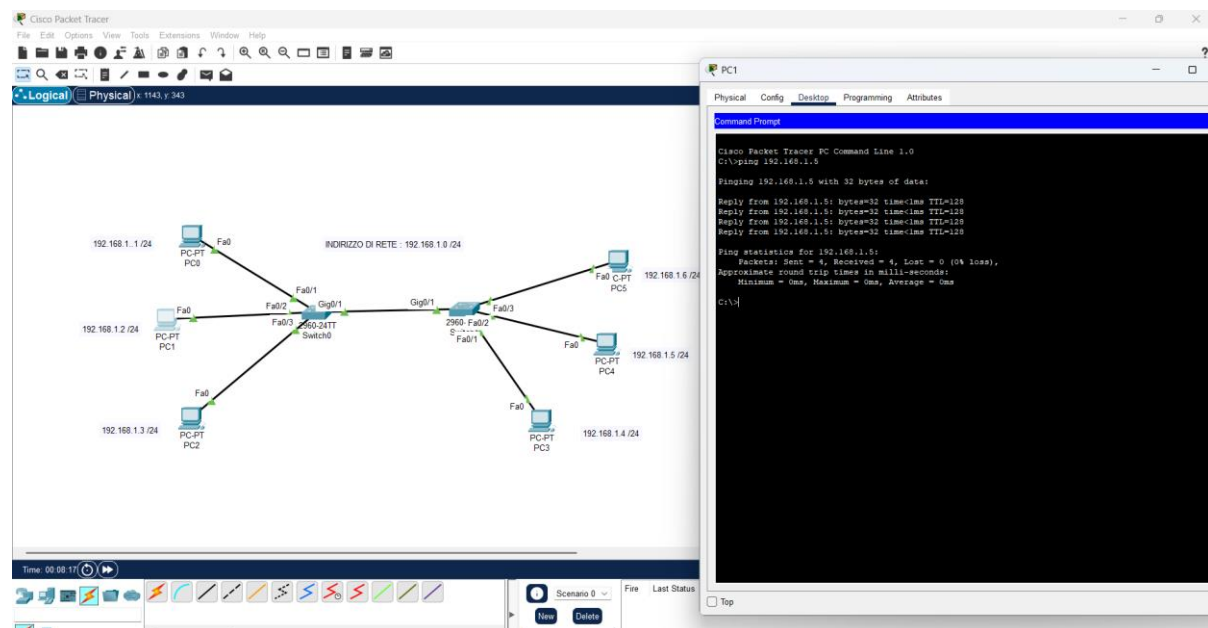 Cisco Packet Tracer
File Edit Options View Tools Extensions Window Help
Logical Physical x: 1143, y: 343
192.168.1..1 /24
Fa0
PC-PT
PC0
INDIRIZZO DI RETE : 192.168.1.0 /24
Fa0/1
Fa0/2 Gig0/1
Fa0/3 2960-24TT
Switch0
192.168.1.2 /24
Fa0
PC-PT
PC1
192.168.1.3 /24
Fa0
PC-PT
PC2
Gig0/1
Fa0/3
2960- Fa0/2
Fa0/1
Fa0 C-PT
PC5
192.168.1.6 /24
Fa0
PC-PT
PC4
192.168.1.5 /24
Fa0
PC-PT
PC3
192.168.1.4 /24
Time: 00:08:17
Scenario 0
New Delete
Fire Last Status
?
PC1
Physical Config Desktop Programming Attributes
Command Prompt
Cisco Packet Tracer PC Command Line 1.0
C:\>ping 192.168.1.5
Pinging 192.168.1.5 with 32 bytes of data:
Reply from 192.168.1.5: bytes=32 time<1ms TTL=128
Reply from 192.168.1.5: bytes=32 time<1ms TTL=128
Reply from 192.168.1.5: bytes=32 time<1ms TTL=128
Reply from 192.168.1.5: bytes=32 time<1ms TTL=128
Ping statistics for 192.168.1.5:
Packets: Sent = 4, Received = 4, Lost = 0 (0% loss),
Approximate round trip times in milli-seconds:
Minimum = 0ms, Maximum = 0ms, Average = 0ms
C:\>
Top